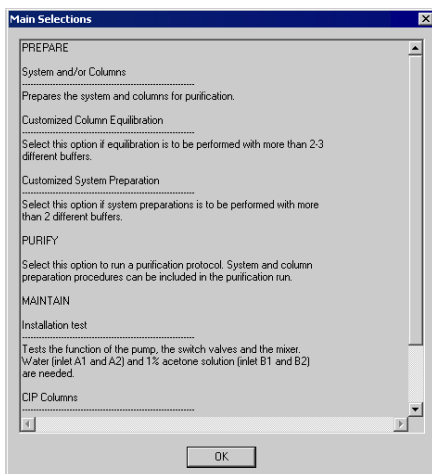 Main Selections
PREPARE
System and/or Columns
------------------------------------------------------------
Prepares the system and columns for purification.
Customized Column Equilibration
------------------------------------------------------------
Select this option if equilibration is to be performed with more than 2-3
different buffers.
Customized System Preparation
------------------------------------------------------------
Select this option if system preparations is to be performed with more
than 2 different buffers.
PURIFY
Select this option to run a purification protocol. System and column
preparation procedures can be included in the purification run.
MAINTAIN
Installation test
------------------------------------------------------------
Tests the function of the pump, the switch valves and the mixer.
Water (inlet A1 and A2) and 1% acetone solution (inlet B1 and B2)
are needed.
CIP Columns
------------------------------------------------------------
OK